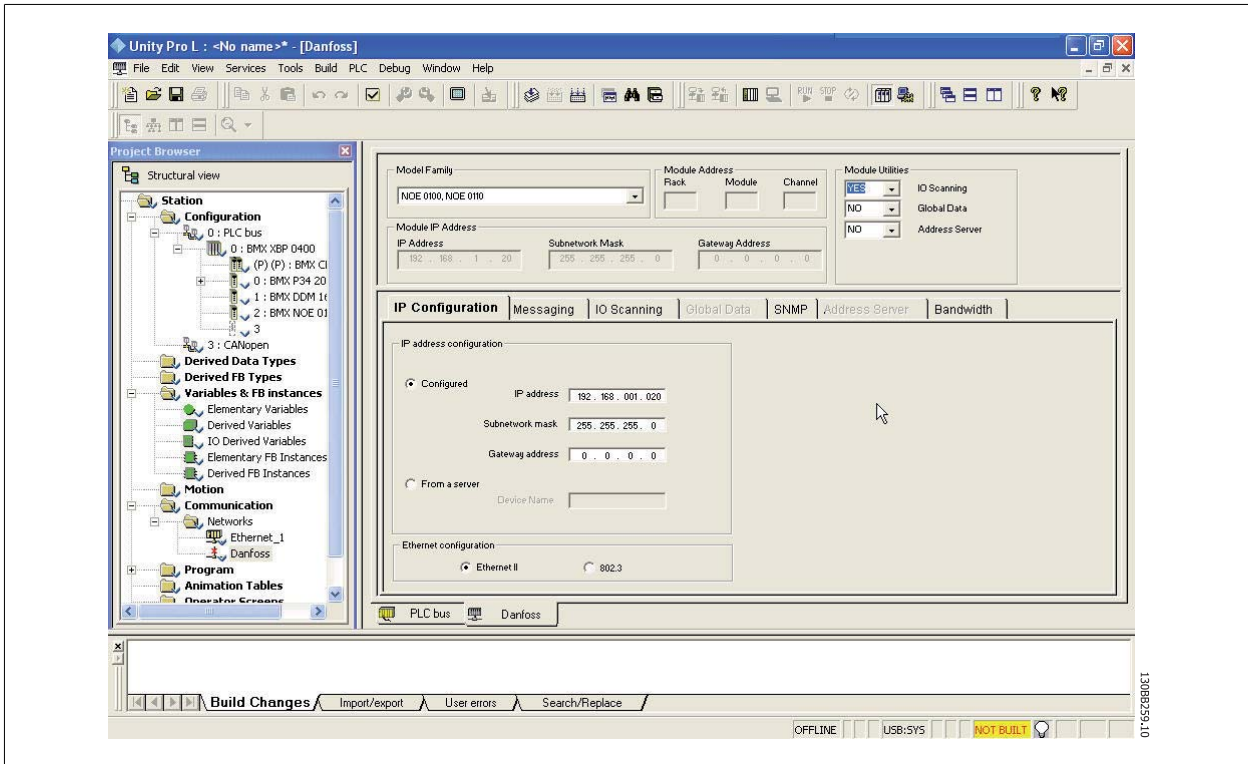 Unity Pro L : <No name>* - [Danfoss]
File Edit View Services Tools Build PLC Debug Window Help
RUN STOP
Project Browser
Structural view
Station
Configuration
0 : PLC bus
0 : BMX XBP 0400
(P) (P) : BMX CI
0 : BMX P34 20
1 : BMX DDM 16
2 : BMX NOE 01
3
3 : CANopen
Derived Data Types
Derived FB Types
Variables & FB instances
Elementary Variables
Derived Variables
IO Derived Variables
Elementary FB Instances
Derived FB Instances
Motion
Communication
Networks
Ethernet_1
Danfoss
Program
Animation Tables
Operator Screens
Model Family
NOE 0100, NOE 0110
Module Address
Rack Module Channel
Module Utilities
YES IO Scanning
NO Global Data
NO Address Server
Module IP Address
IP Address Subnetwork Mask Gateway Address
192 . 168 . 1 . 20 255 . 255 . 255 . 0 0 . 0 . 0 . 0
IP Configuration Messaging IO Scanning Global Data SNMP Address Server Bandwidth
IP address configuration
Configured
IP address 192 . 168 . 001 . 020
Subnetwork mask 255 . 255 . 255 . 0
Gateway address 0 . 0 . 0 . 0
From a server
Device Name
Ethernet configuration
Ethernet II 802.3
PLC bus Danfoss
Build Changes Import/export User errors Search/Replace
OFFLINE USB:SYS NOT BUILT
130BB259.10